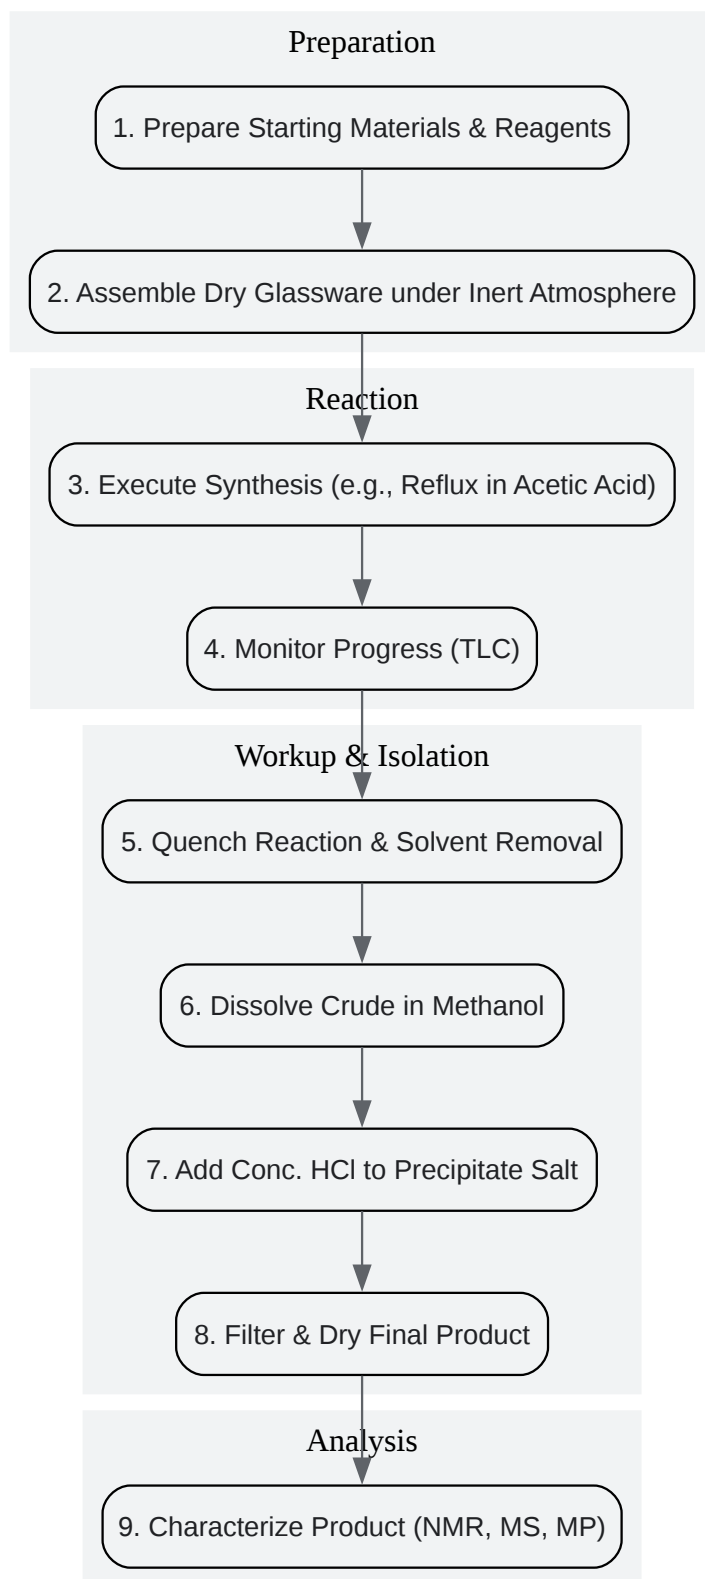 Preparation
1. Prepare Starting Materials & Reagents
2. Assemble Dry Glassware under Inert Atmosphere
Reaction
3. Execute Synthesis (e.g., Reflux in Acetic Acid)
4. Monitor Progress (TLC)
Workup & Isolation
5. Quench Reaction & Solvent Removal
6. Dissolve Crude in Methanol
7. Add Conc. HCl to Precipitate Salt
8. Filter & Dry Final Product
Analysis
9. Characterize Product (NMR, MS, MP)